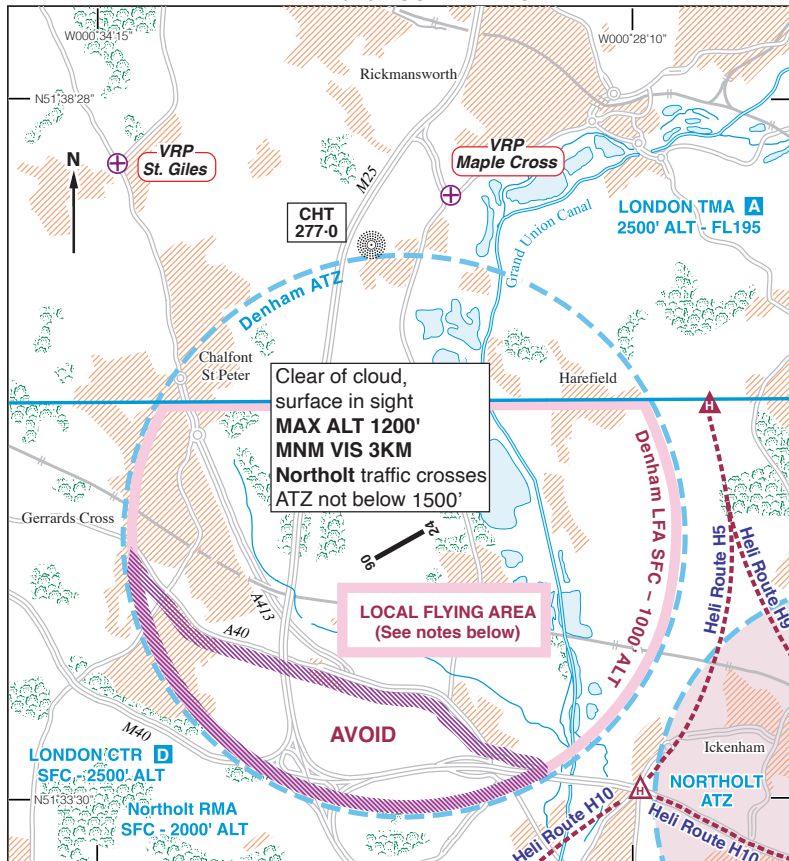 W000°34'15"
W000°28'10"
Rickmansworth
N51°38'28"
VRP
St. Giles
VRP
Maple Cross
N
M25
CHT
277·0
Grand Union Canal
LONDON TMA A
2500' ALT - FL195
Denham ATZ
Chalfont
St Peter
Harefield
H
Clear of cloud,
surface in sight
MAX ALT 1200'
MNM VIS 3KM
Northolt traffic crosses
ATZ not below 1500'
Denham LFA SFC – 1000' ALT
Gerrards Cross
24
06
Heli Route H5
Heli Route H9
A413
A40
LOCAL FLYING AREA
(See notes below)
M40
AVOID
LONDON CTR D
SFC - 2500' ALT
Ickenham
NORTHOLT
ATZ
H
N51°33'30"
Northolt RMA
SFC - 2000' ALT
Heli Route H10
Heli Route H10